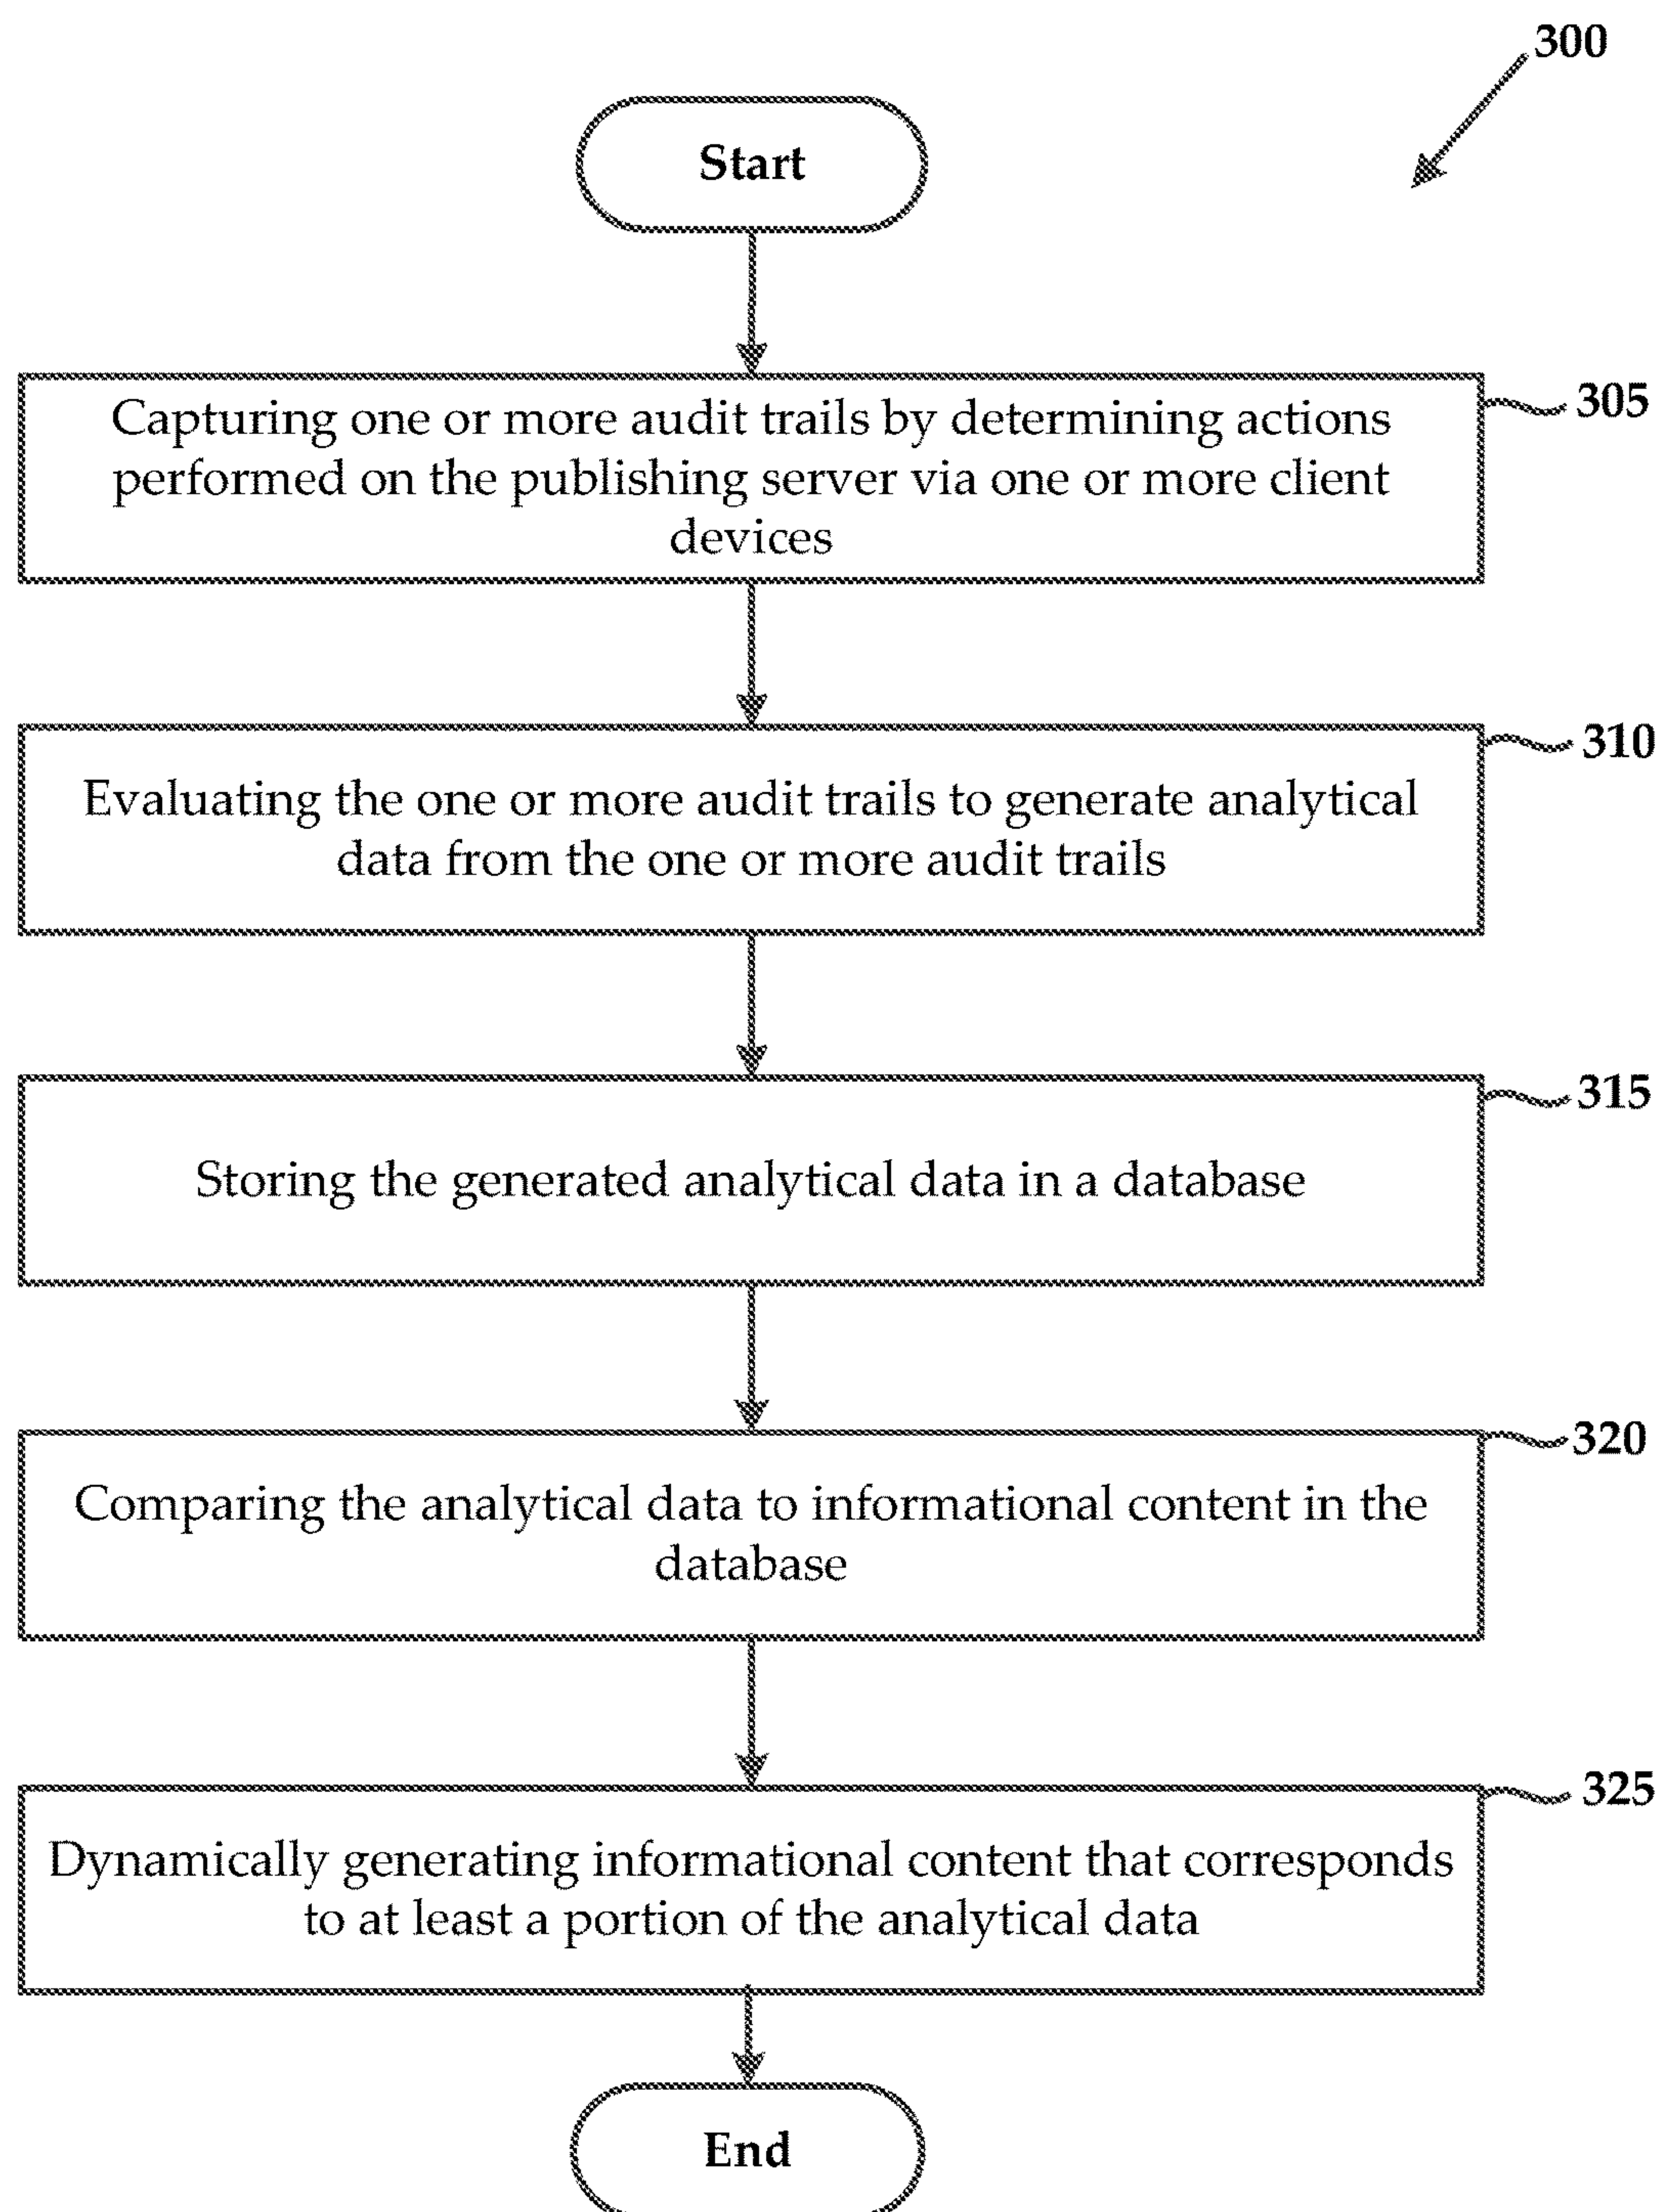 300
Start
Capturing one or more audit trails by determining actions
performed on the publishing server via one or more client
devices
305
Evaluating the one or more audit trails to generate analytical
data from the one or more audit trails
310
Storing the generated analytical data in a database
315
Comparing the analytical data to informational content in the
database
320
Dynamically generating informational content that corresponds
to at least a portion of the analytical data
325
End